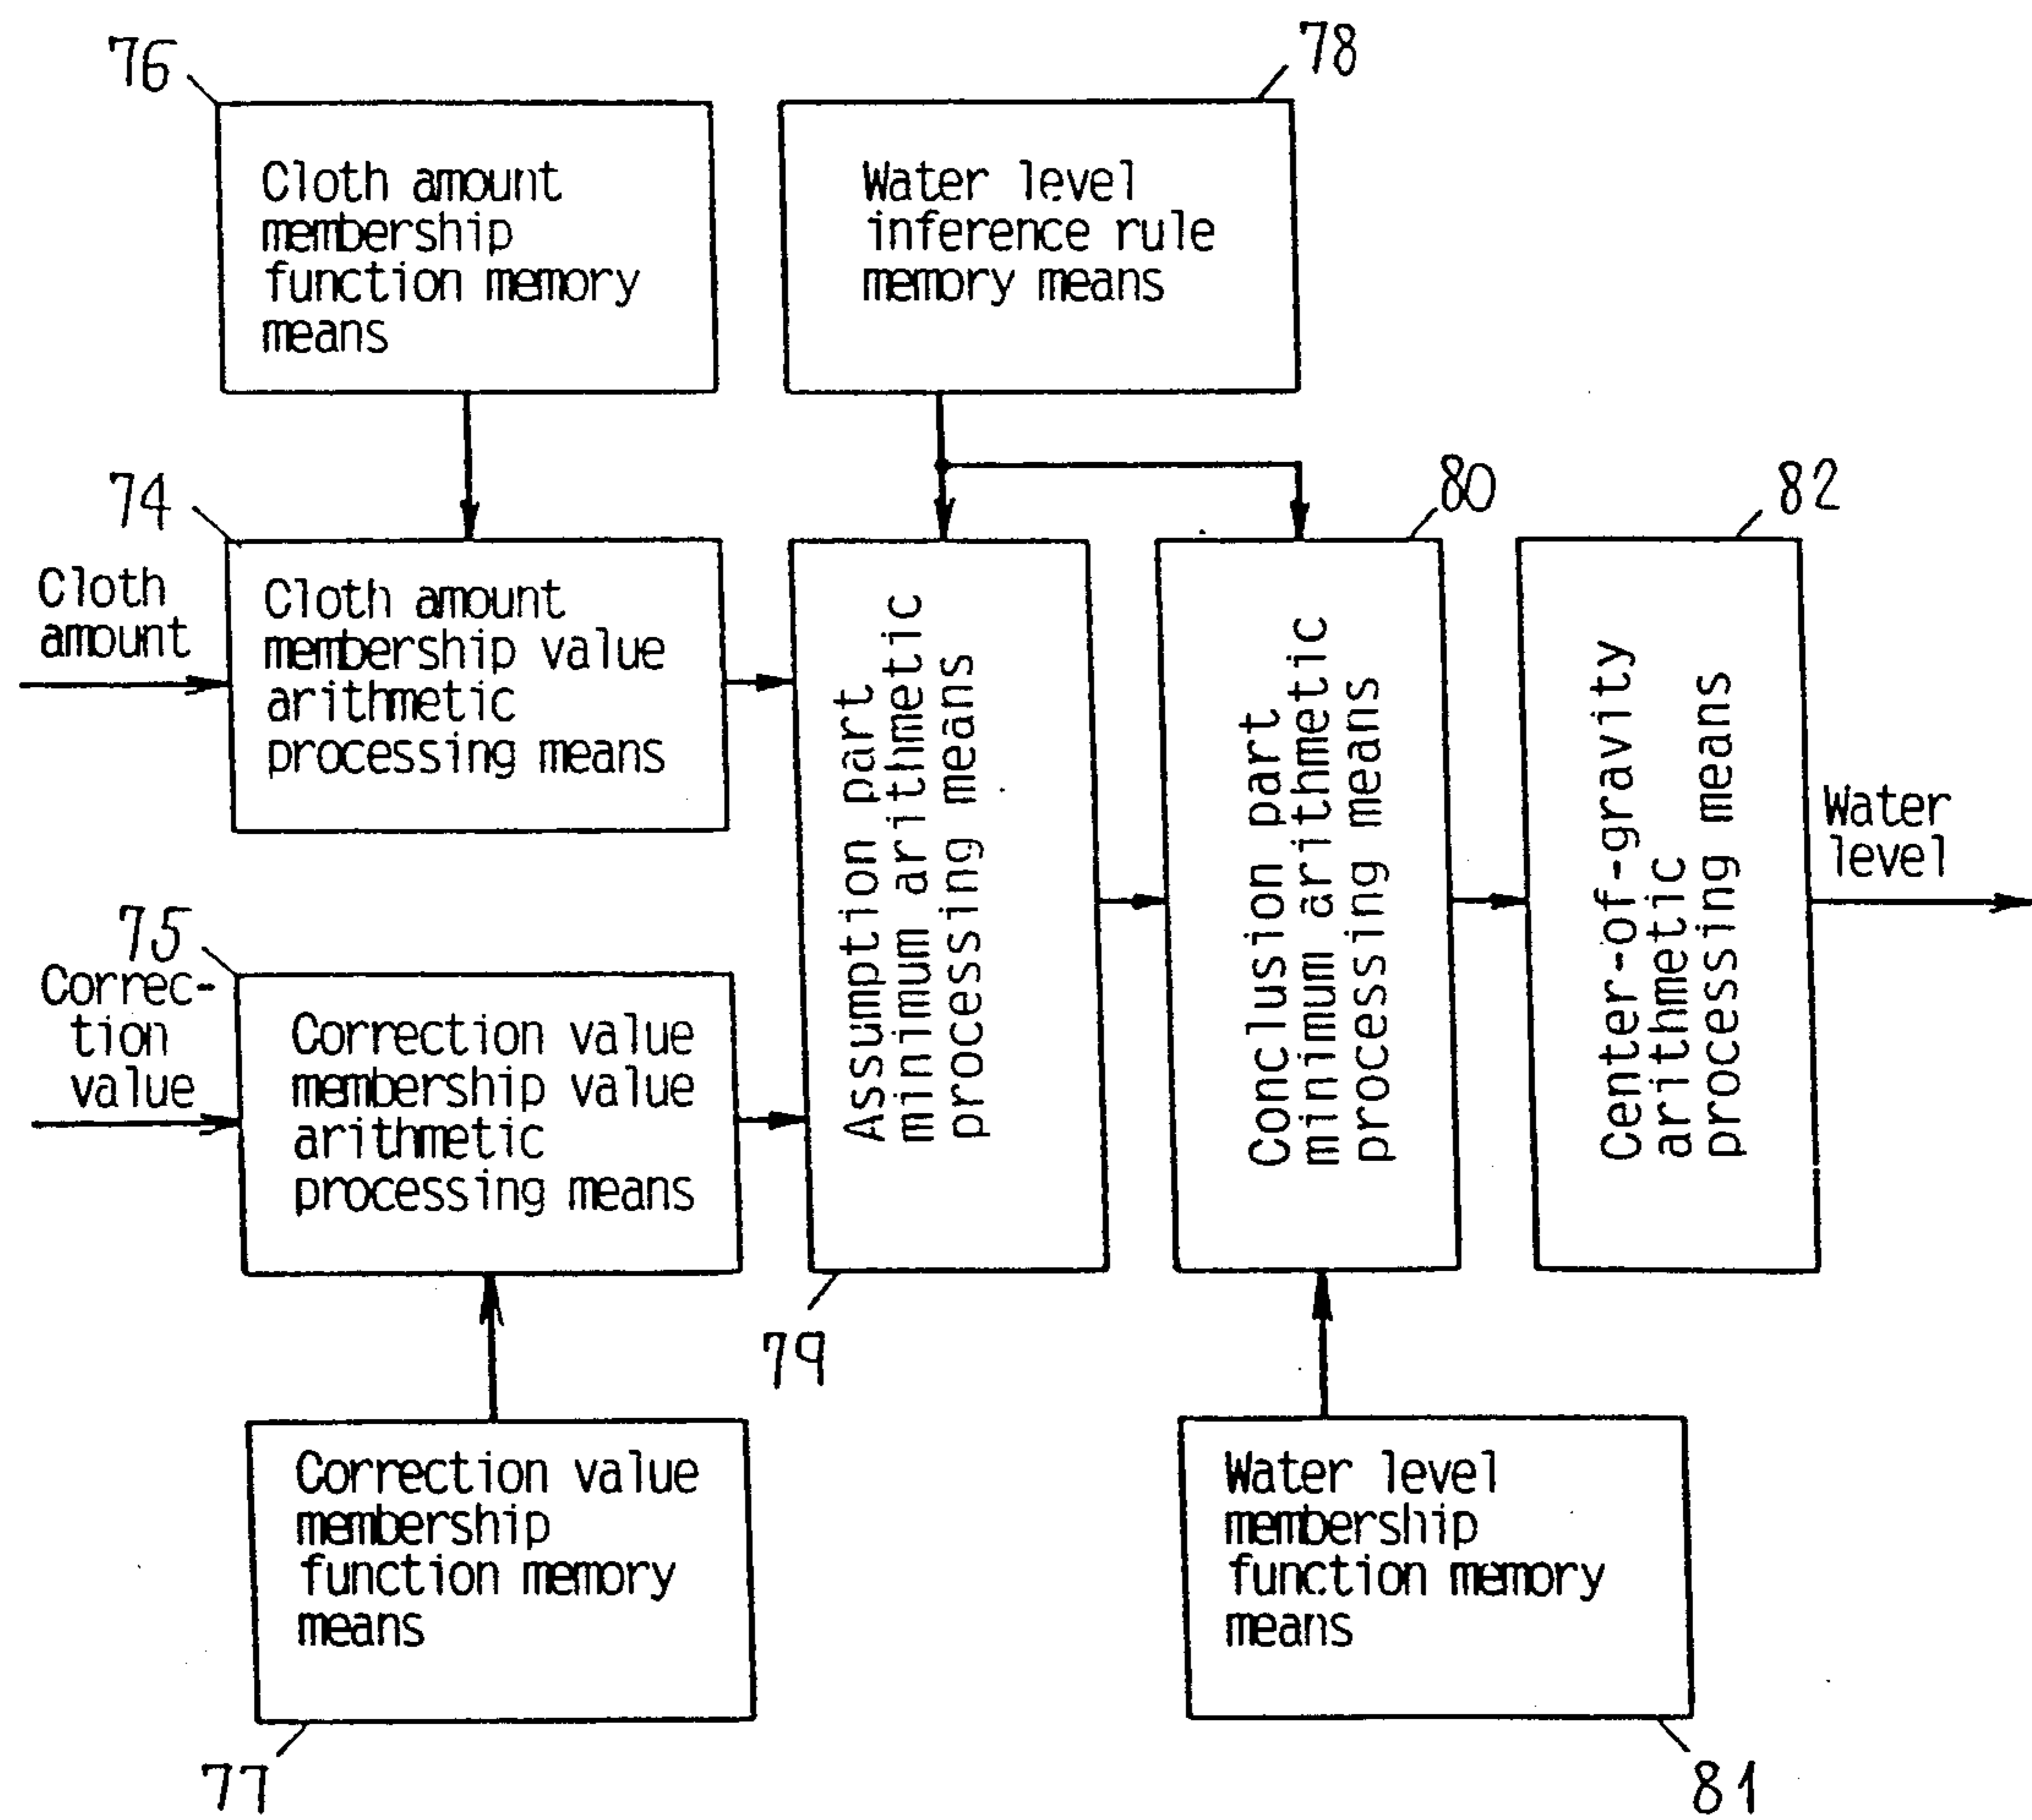 76
78
Cloth amount
membership
function memory
means
Water level
inference rule
memory means
74
80
82
Cloth
amount
Cloth amount
membership value
arithmetic
processing means
Assumption part
minimum arithmetic
processing means
Conclusion part
minimum arithmetic
processing means
Center-of-gravity
arithmetic
processing means
Water
level
75
Correc-
tion
value
Correction value
membership value
arithmetic
processing means
79
Correction value
membership
function memory
means
Water level
membership
function memory
means
77
81